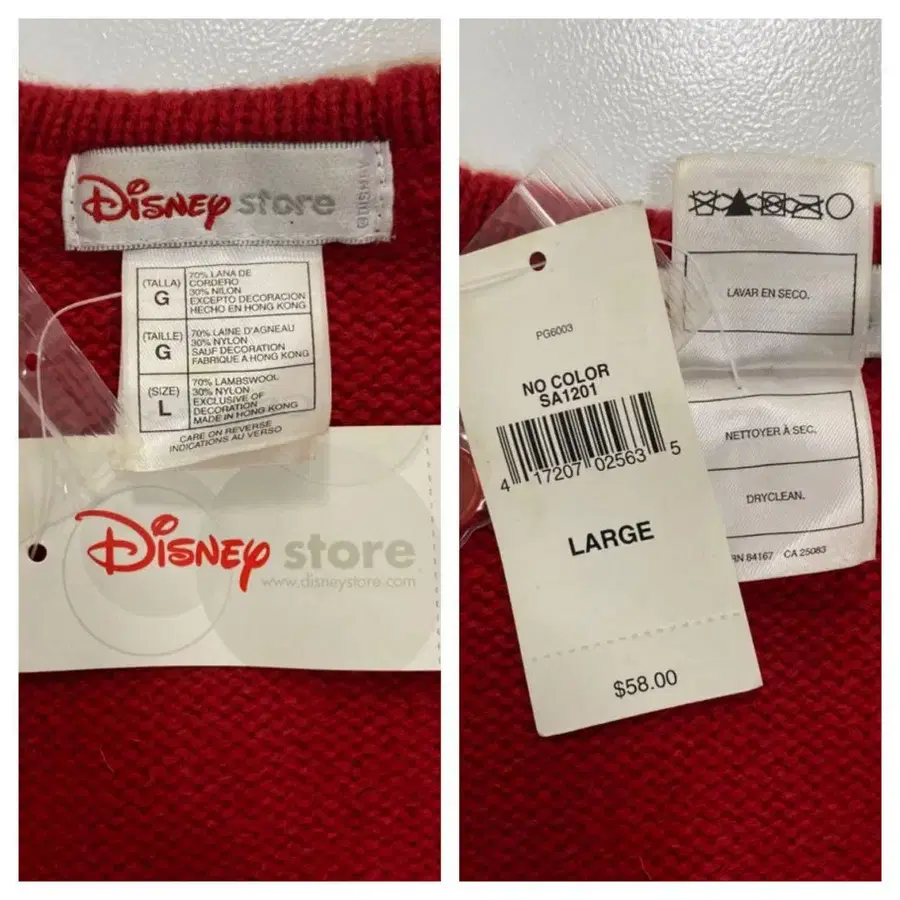 DISNEY store
©DISNEY
(TALLA)
G
70% LANA DE
CORDERO
30% NILON
EXCEPTO DECORACION
HECHO EN HONG KONG
(TAILLE)
G
70% LAINE D'AGNEAU
30% NYLON
SAUF DECORATION
FABRIQUE A HONG KONG
(SIZE)
L
70% LAMBSWOOL
30% NYLON
EXCLUSIVE OF
DECORATION
MADE IN HONG KONG
CARE ON REVERSE
INDICATIONS AU VERSO
DISNEY store
www.disneystore.com
PG6003
NO COLOR
SA1201
4 17207 02563 5
LARGE
$58.00
LAVAR EN SECO.
NETTOYER À SEC.
DRYCLEAN.
RN 84167 CA 25083